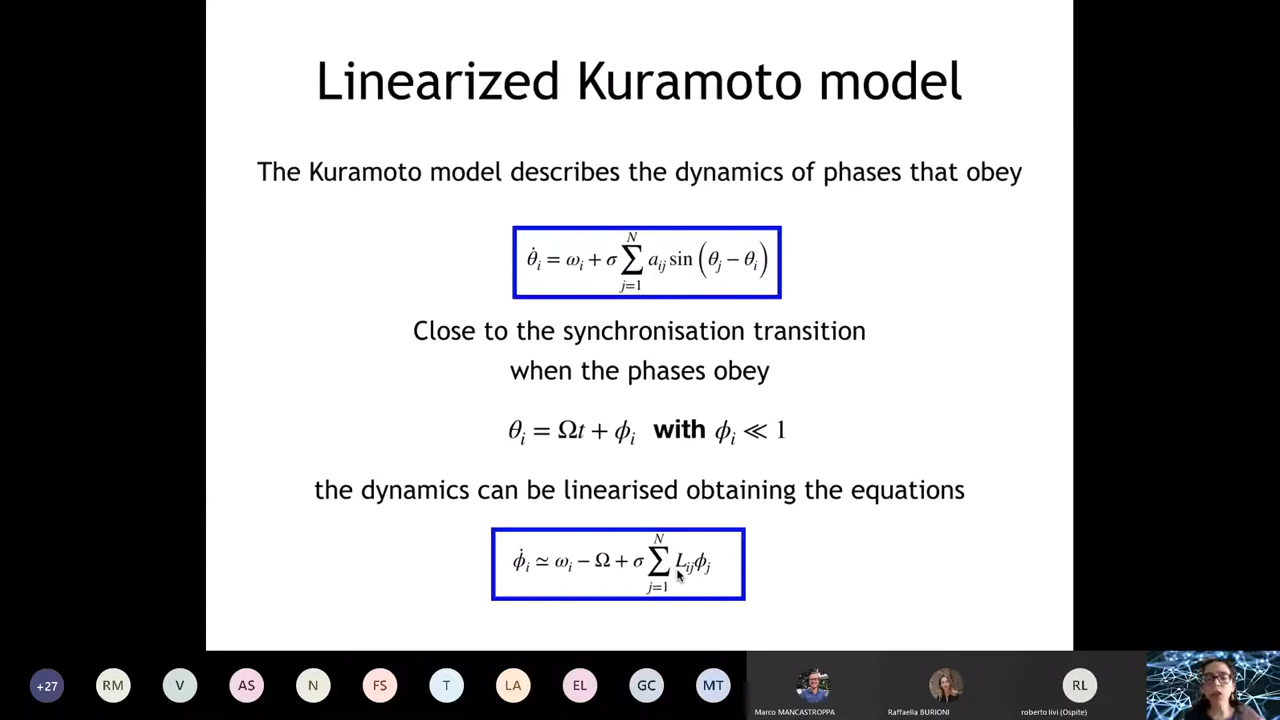 Linearized Kuramoto model
The Kuramoto model describes the dynamics of phases that obey
θ̇ᵢ = ωᵢ + σ ∑_{j=1}^{N} aᵢⱼ sin (θⱼ − θᵢ)
Close to the synchronisation transition
when the phases obey
θᵢ = Ωt + ϕᵢ with ϕᵢ ≪ 1
the dynamics can be linearised obtaining the equations
ϕ̇ᵢ ≃ ωᵢ − Ω + σ ∑_{j=1}^{N} Lᵢⱼϕⱼ
+27 RM V AS N FS T LA EL GC MT RL
Marco MANCASTROPPA Raffaella BURIONI roberto livi (Ospite)